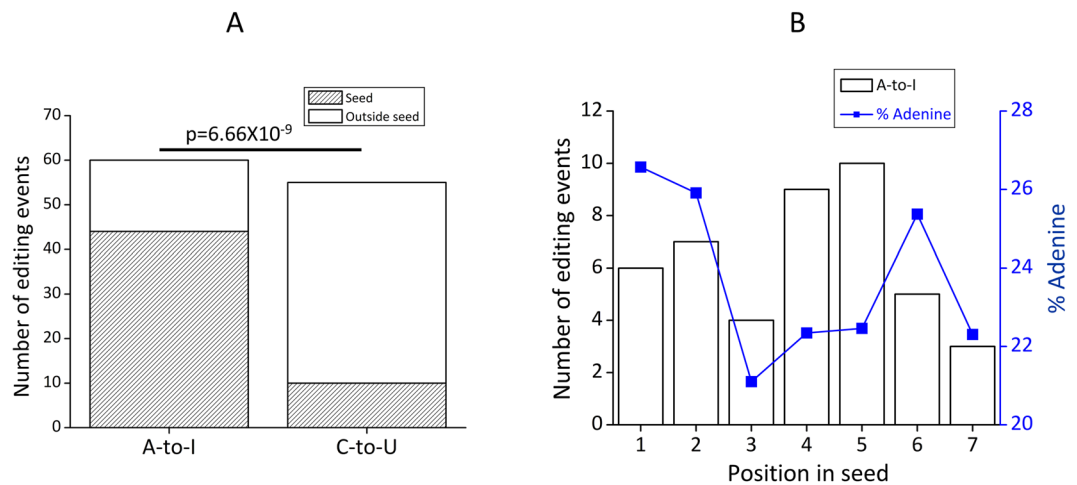 A
Seed
Outside seed
p=6.66X10⁻⁹
Number of editing events
70
60
50
40
30
20
10
0
A-to-I
C-to-U
B
A-to-I
% Adenine
Number of editing events
12
10
8
6
4
2
0
28
26
24
22
20
% Adenine
1 2 3 4 5 6 7
Position in seed